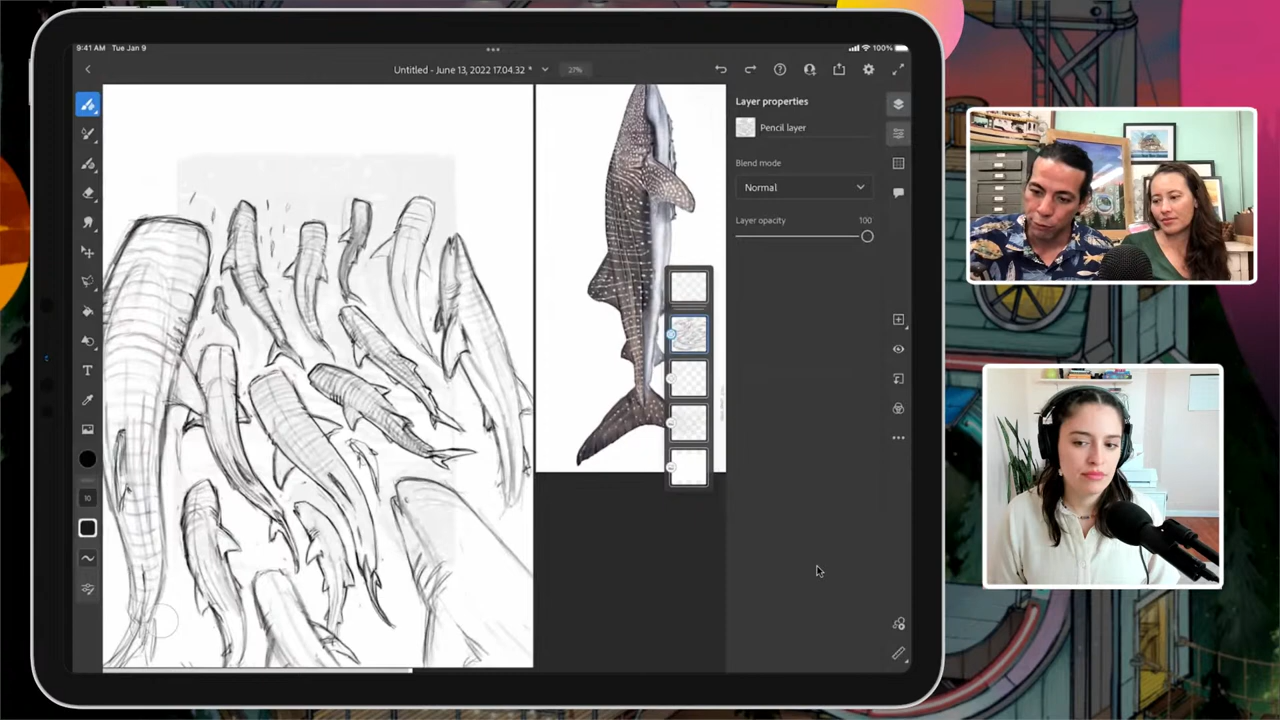 9:41 AM Tue Jan 9
100%
Untitled - June 13, 2022 17.04.32 *
27%
Layer properties
Pencil layer
Blend mode
Normal
Layer opacity 100
T
10